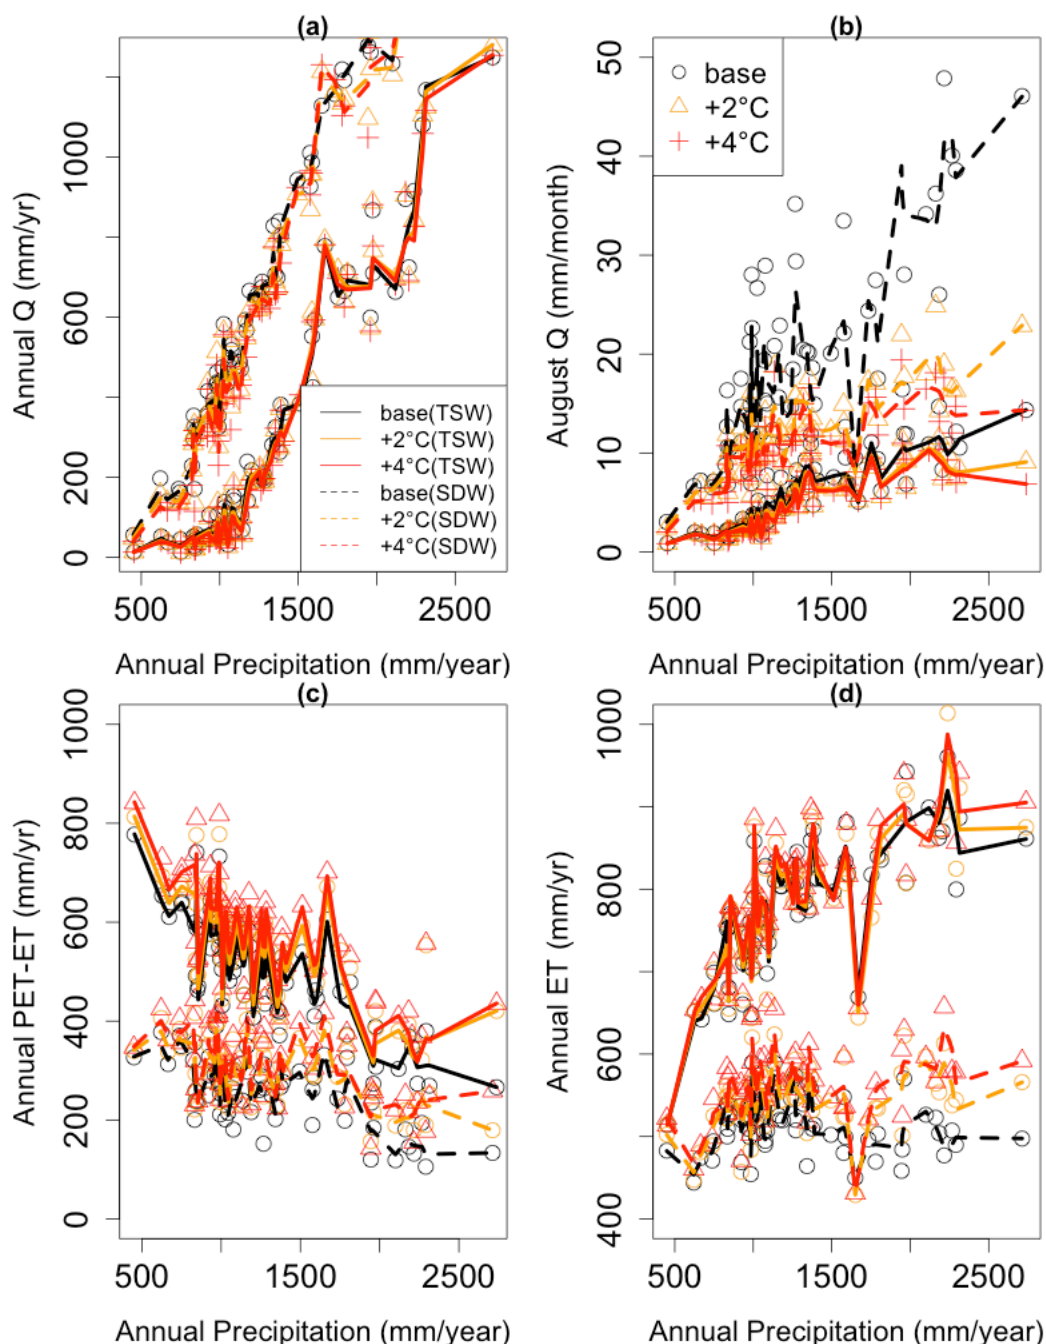 (a)
Annual Q (mm/yr)
1000
600
200
0
base(TSW)
+2°C(TSW)
+4°C(TSW)
base(SDW)
+2°C(SDW)
+4°C(SDW)
500 1500 2500
Annual Precipitation (mm/year)
(b)
August Q (mm/month)
50
40
30
20
10
0
base
+2°C
+4°C
500 1500 2500
Annual Precipitation (mm/year)
(c)
Annual PET-ET (mm/yr)
1000
800
600
400
200
0
500 1500 2500
Annual Precipitation (mm/year)
(d)
Annual ET (mm/yr)
1000
800
600
400
500 1500 2500
Annual Precipitation (mm/year)